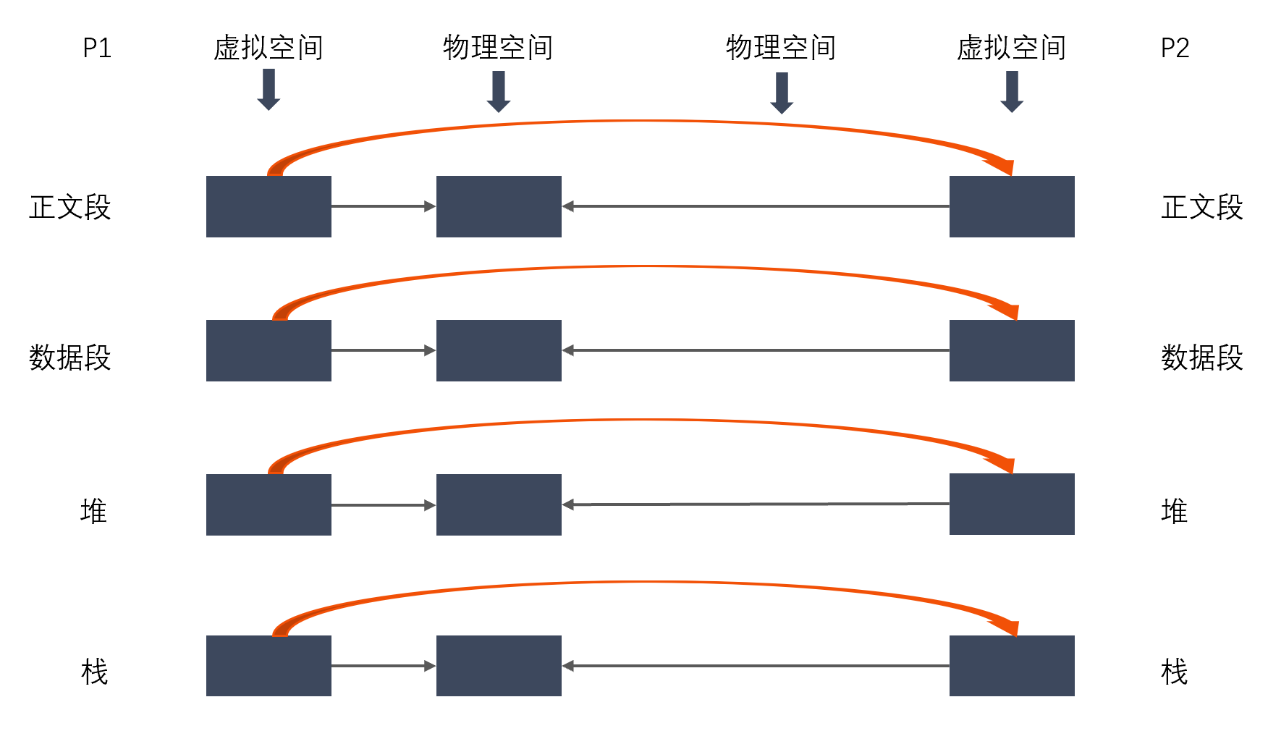 P1 虚拟空间 物理空间 物理空间 虚拟空间 P2
正文段 正文段
数据段 数据段
堆 堆
栈 栈